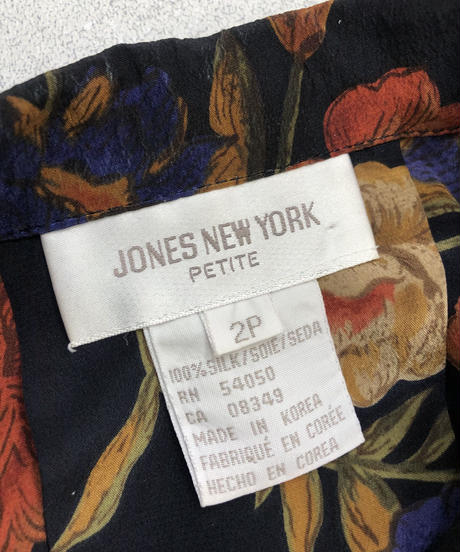 JONES NEW YORK
PETITE
2P
100% SILK/SOIE/SEDA
RN 54050
CA 08349
MADE IN KOREA
FABRIQUÉ EN CORÉE
HECHO EN COREA